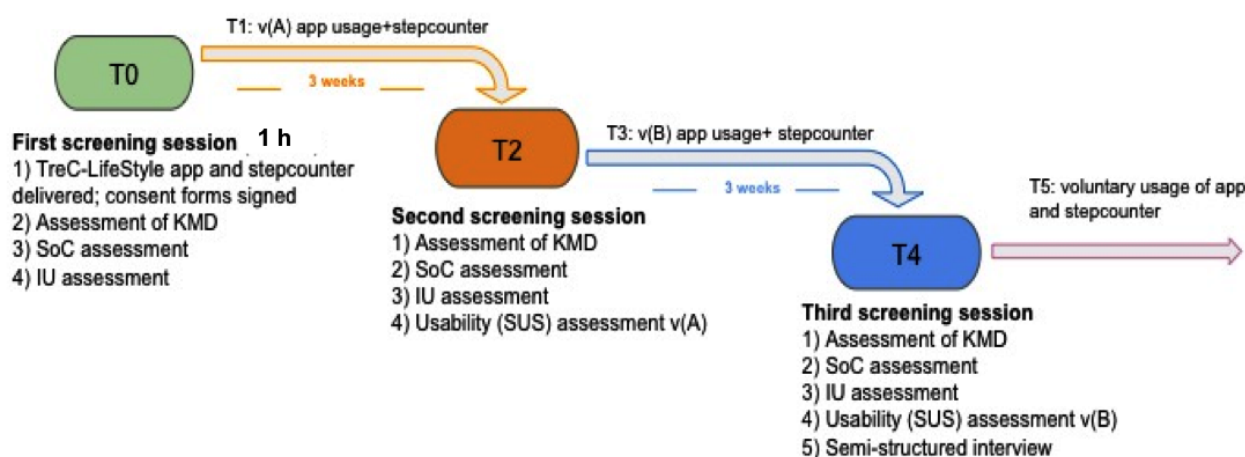 T1: v(A) app usage+stepcounter
T0
3 weeks
First screening session 1 h
1) TreC-LifeStyle app and stepcounter
delivered; consent forms signed
2) Assessment of KMD
3) SoC assessment
4) IU assessment
T2
T3: v(B) app usage+ stepcounter
3 weeks
Second screening session
1) Assessment of KMD
2) SoC assessment
3) IU assessment
4) Usability (SUS) assessment v(A)
T4
T5: voluntary usage of app
and stepcounter
Third screening session
1) Assessment of KMD
2) SoC assessment
3) IU assessment
4) Usability (SUS) assessment v(B)
5) Semi-structured interview